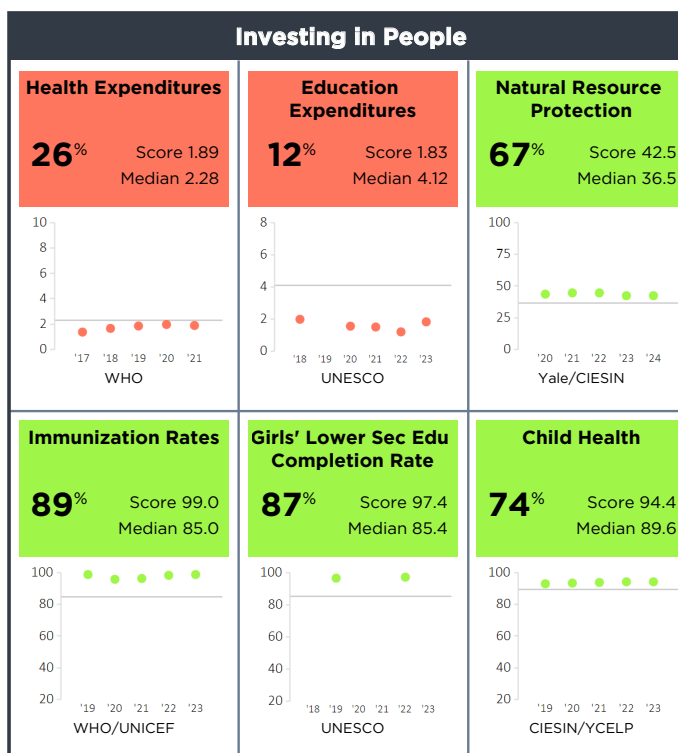 Investing in People
Health Expenditures
26%
Score 1.89
Median 2.28
10
8
6
4
2
0
'17 '18 '19 '20 '21
WHO
Education
Expenditures
12%
Score 1.83
Median 4.12
8
6
4
2
0
'18 '19 '20 '21 '22 '23
UNESCO
Natural Resource
Protection
67%
Score 42.5
Median 36.5
100
75
50
25
0
'20 '21 '22 '23 '24
Yale/CIESIN
Immunization Rates
89%
Score 99.0
Median 85.0
100
80
60
40
20
'19 '20 '21 '22 '23
WHO/UNICEF
Girls' Lower Sec Edu
Completion Rate
87%
Score 97.4
Median 85.4
100
80
60
40
20
'18 '19 '20 '21 '22 '23
UNESCO
Child Health
74%
Score 94.4
Median 89.6
100
80
60
40
20
'19 '20 '21 '22 '23
CIESIN/YCELP